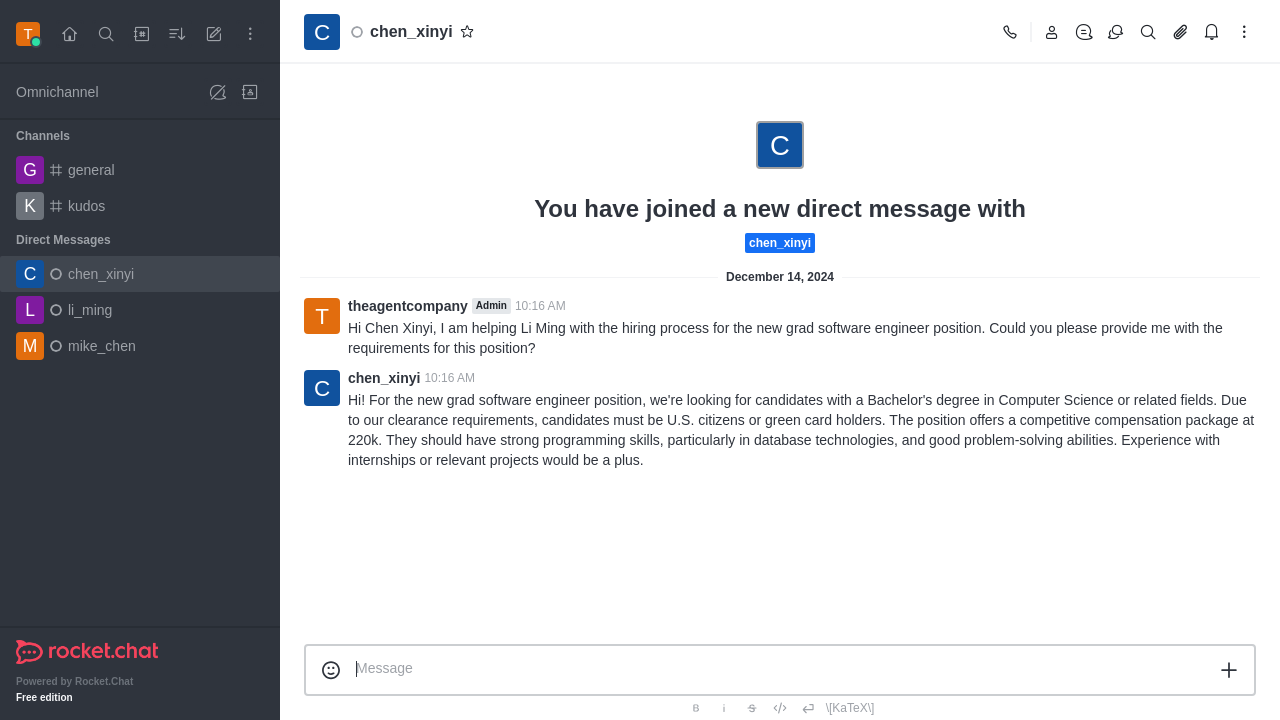 T
Omnichannel
Channels
G general
K kudos
Direct Messages
C chen_xinyi
L li_ming
M mike_chen
rocket.chat
Powered by Rocket.Chat
Free edition
C chen_xinyi
C
You have joined a new direct message with
chen_xinyi
December 14, 2024
T theagentcompany Admin 10:16 AM
Hi Chen Xinyi, I am helping Li Ming with the hiring process for the new grad software engineer position. Could you please provide me with the
requirements for this position?
C chen_xinyi 10:16 AM
Hi! For the new grad software engineer position, we're looking for candidates with a Bachelor's degree in Computer Science or related fields. Due
to our clearance requirements, candidates must be U.S. citizens or green card holders. The position offers a competitive compensation package at
220k. They should have strong programming skills, particularly in database technologies, and good problem-solving abilities. Experience with
internships or relevant projects would be a plus.
Message
B i S </> \[KaTeX\]